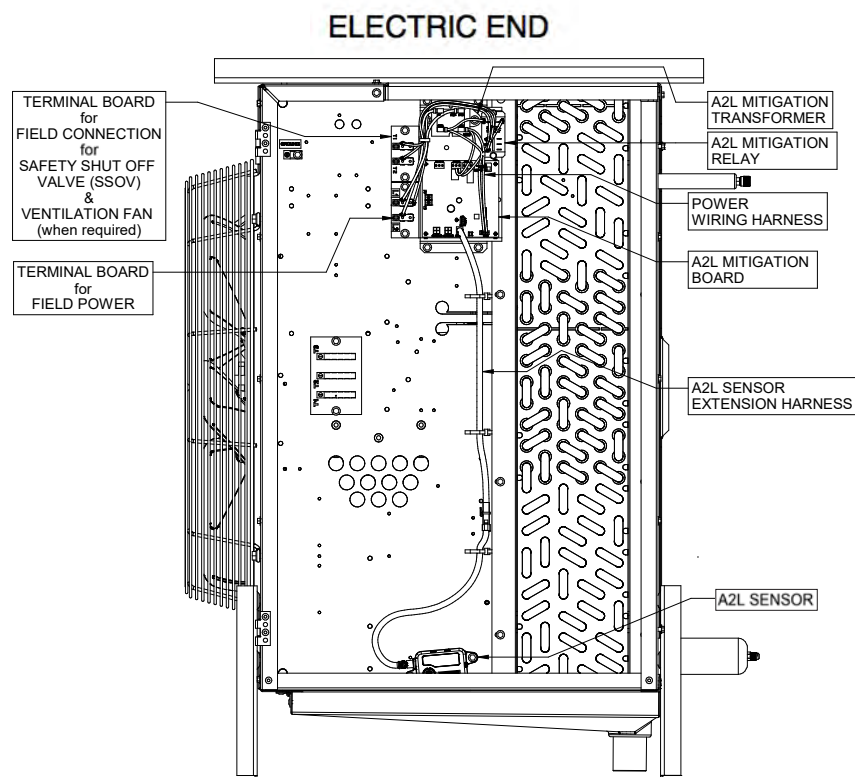 ELECTRIC END
TERMINAL BOARD
for
FIELD CONNECTION
for
SAFETY SHUT OFF
VALVE (SSOV)
&
VENTILATION FAN
(when required)
TERMINAL BOARD
for
FIELD POWER
A2L MITIGATION
TRANSFORMER
A2L MITIGATION
RELAY
POWER
WIRING HARNESS
A2L MITIGATION
BOARD
A2L SENSOR
EXTENSION HARNESS
A2L SENSOR